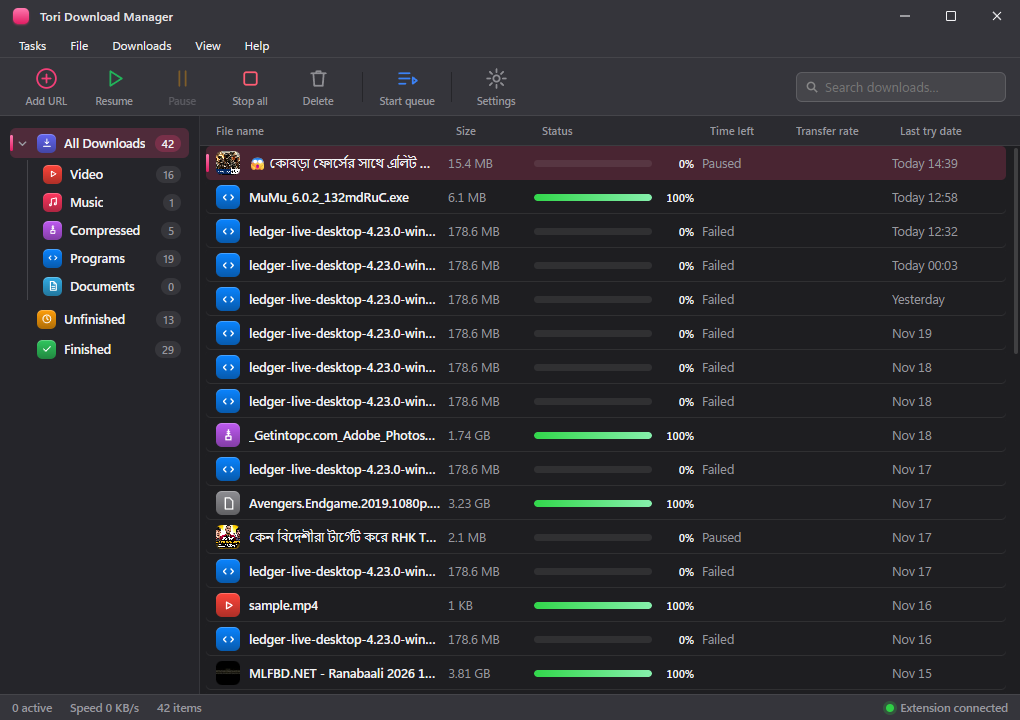 Tori Download Manager
Tasks File Downloads View Help
Add URL Resume Pause Stop all Delete Start queue Settings Search downloads...
File name Size Status Time left Transfer rate Last try date
All Downloads 42
Video 16
Music 1
Compressed 5
Programs 19
Documents 0
Unfinished 13
Finished 29
😱 কোবড়া ফোর্সের সাথে এলিট ... 15.4 MB 0% Paused Today 14:39
MuMu_6.0.2_132mdRuC.exe 6.1 MB 100% Today 12:58
ledger-live-desktop-4.23.0-win... 178.6 MB 0% Failed Today 12:32
ledger-live-desktop-4.23.0-win... 178.6 MB 0% Failed Today 00:03
ledger-live-desktop-4.23.0-win... 178.6 MB 0% Failed Yesterday
ledger-live-desktop-4.23.0-win... 178.6 MB 0% Failed Nov 19
ledger-live-desktop-4.23.0-win... 178.6 MB 0% Failed Nov 18
ledger-live-desktop-4.23.0-win... 178.6 MB 0% Failed Nov 18
_Getintopc.com_Adobe_Photos... 1.74 GB 100% Nov 18
ledger-live-desktop-4.23.0-win... 178.6 MB 0% Failed Nov 17
Avengers.Endgame.2019.1080p.... 3.23 GB 100% Nov 17
কেন বিদেশীরা টার্গেট করে RHK T... 2.1 MB 0% Paused Nov 17
ledger-live-desktop-4.23.0-win... 178.6 MB 0% Failed Nov 17
sample.mp4 1 KB 100% Nov 16
ledger-live-desktop-4.23.0-win... 178.6 MB 0% Failed Nov 16
MLFBD.NET - Ranabaali 2026 1... 3.81 GB 100% Nov 15
0 active Speed 0 KB/s 42 items Extension connected